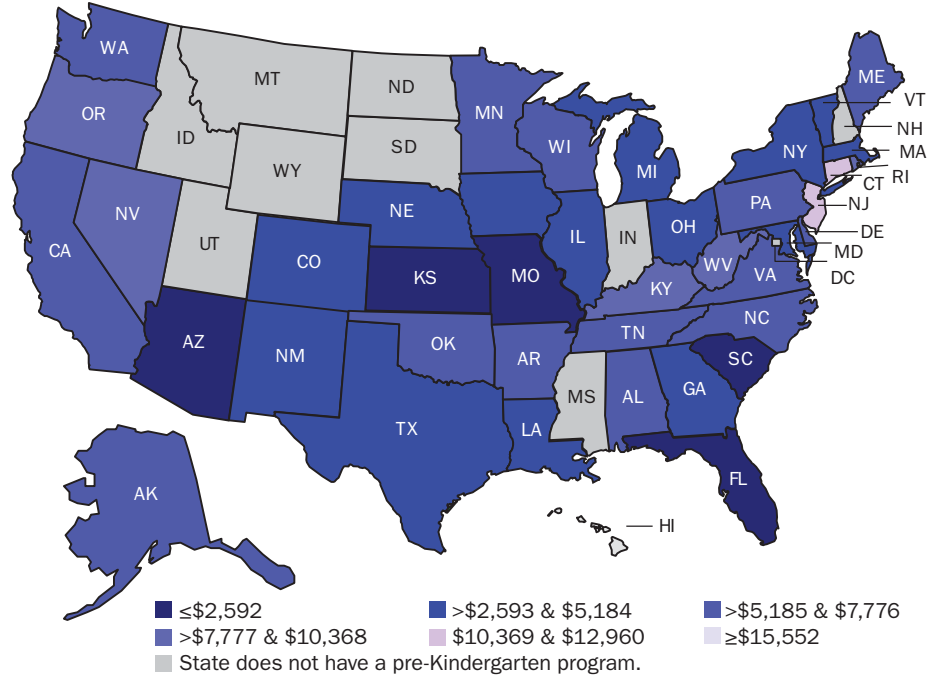 WA
MT
ND
ME
MN
VT
OR
NH
ID
SD
WI
NY
MA
WY
MI
CT
RI
NE
PA
NJ
NV
IL
IN
OH
DE
UT
MD
CA
CO
KS
MO
WV
VA
DC
KY
NC
TN
AZ
OK
NM
AR
SC
MS
AL
GA
TX
LA
FL
AK
HI
≤$2,592
>$2,593 & $5,184
>$5,185 & $7,776
>$7,777 & $10,368
$10,369 & $12,960
≥$15,552
State does not have a pre-Kindergarten program.